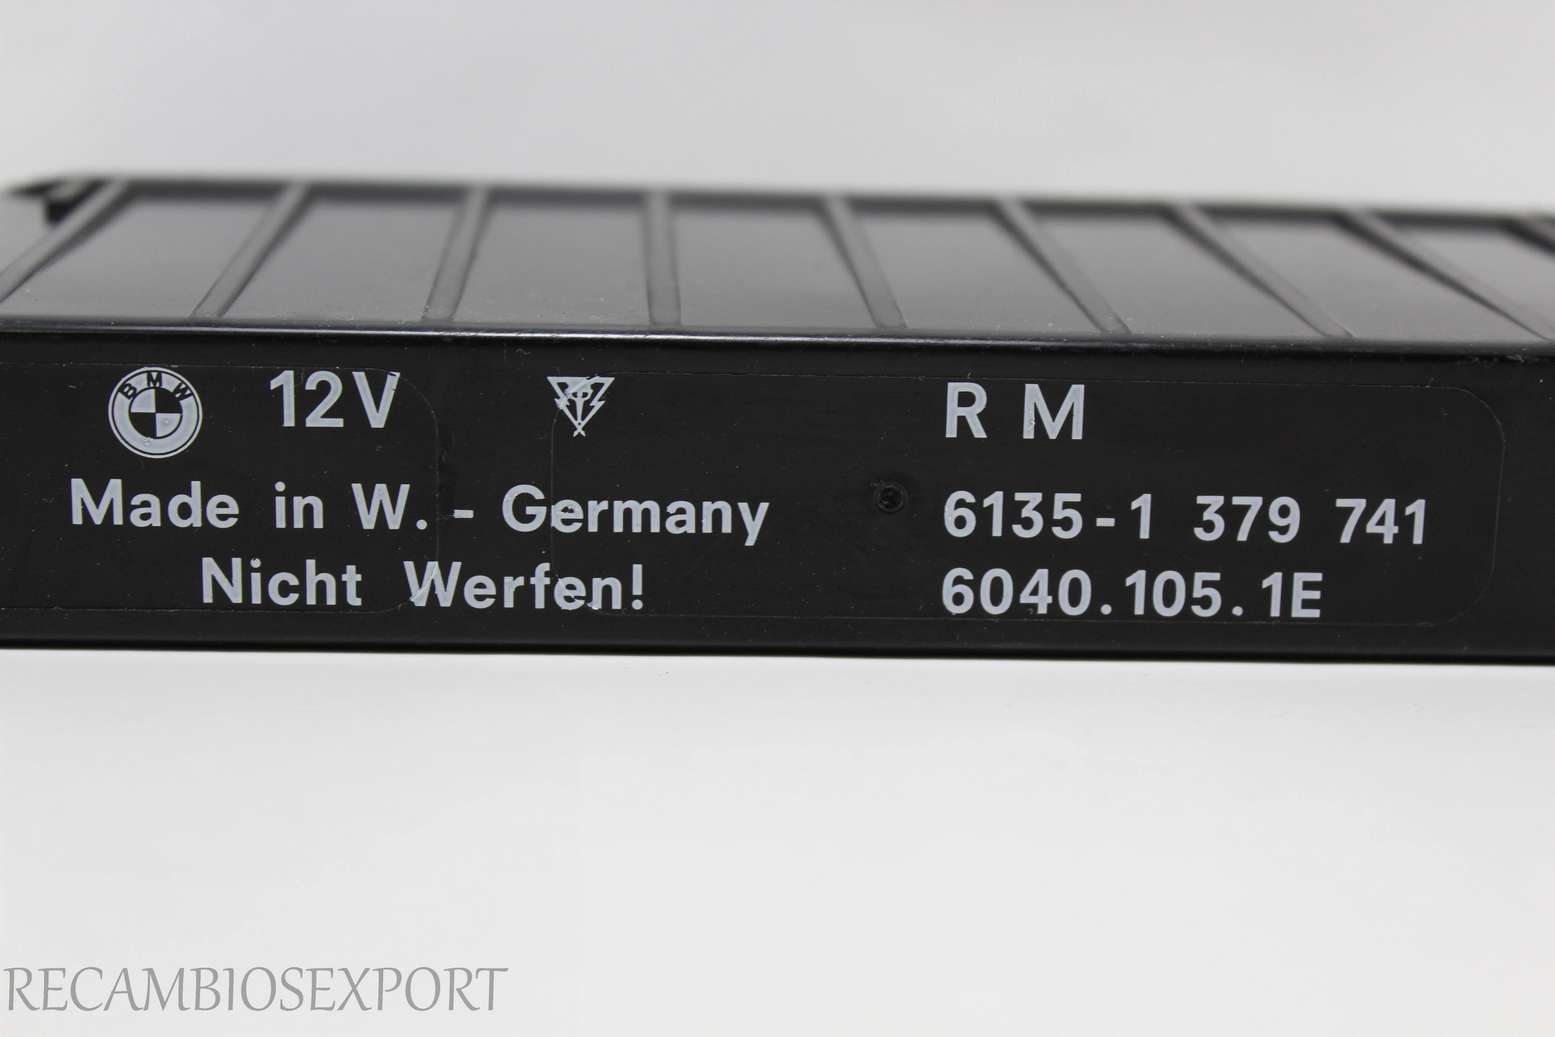 BMW 12V R M
Made in W. - Germany 6135-1 379 741
Nicht Werfen! 6040.105.1E
RECAMBIOSEXPORT